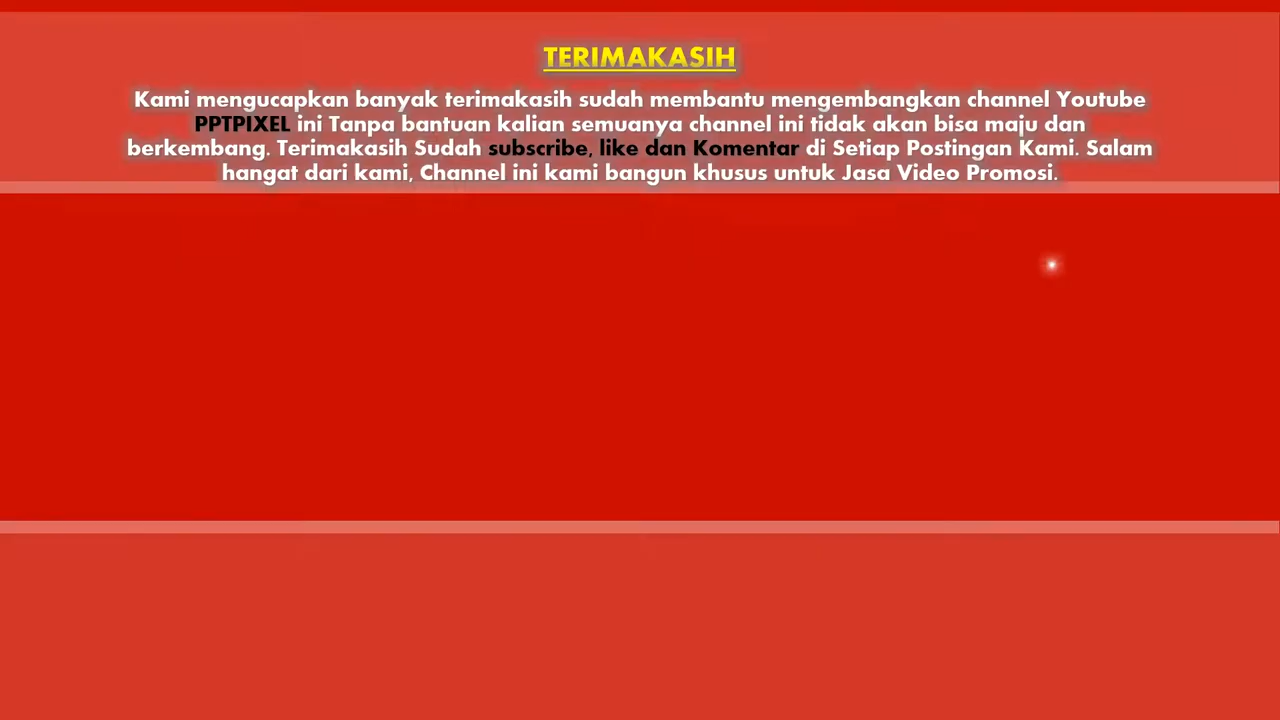 TERIMAKASIH
Kami mengucapkan banyak terimakasih sudah membantu mengembangkan channel Youtube
PPTPIXEL ini Tanpa bantuan kalian semuanya channel ini tidak akan bisa maju dan
berkembang. Terimakasih Sudah subscribe, like dan Komentar di Setiap Postingan Kami. Salam
hangat dari kami, Channel ini kami bangun khusus untuk Jasa Video Promosi.